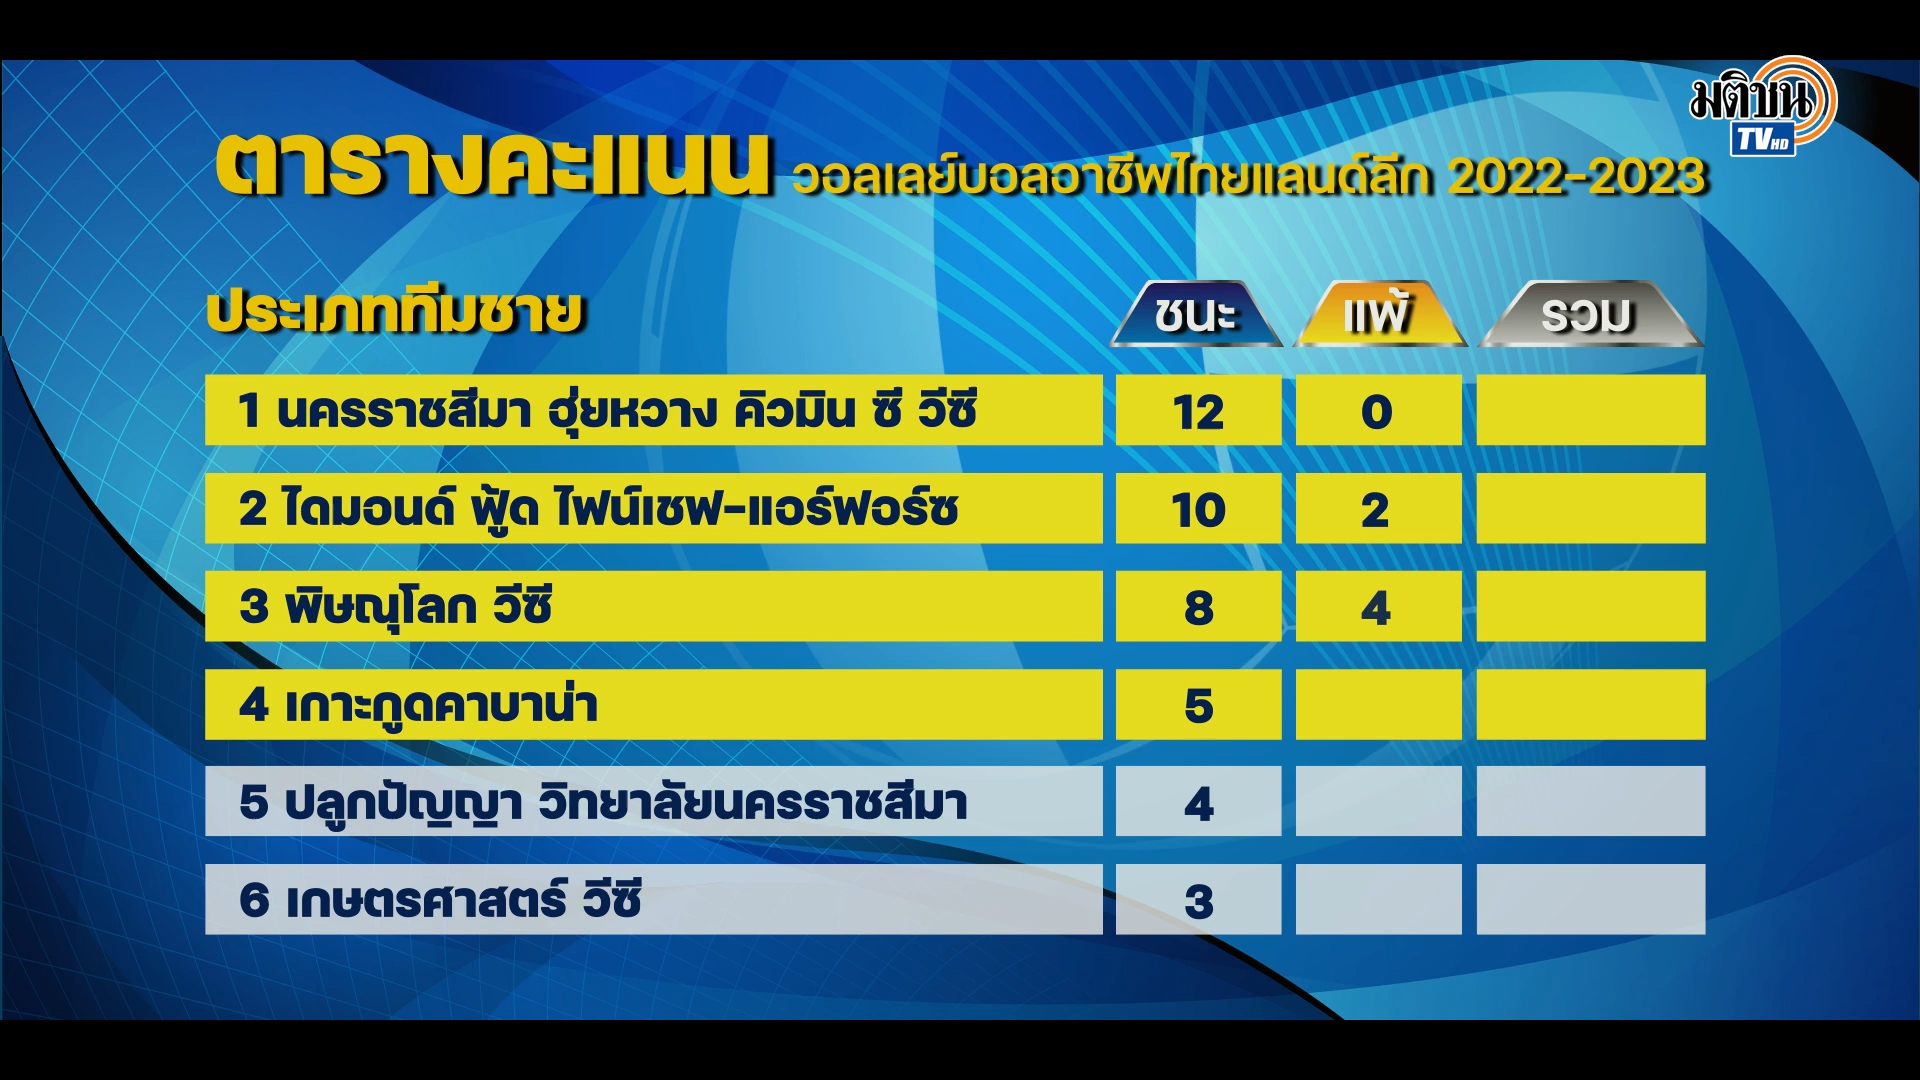 มติชน
TV HD
ตารางคะแนน วอลเลย์บอลอาชีพไทยแลนด์ลีก 2022-2023
ประเภททีมชาย ชนะ แพ้ รวม
1 นครราชสีมา ฮุ่ยหวาง คิวมิน ซี วีซี 12 0
2 ไดมอนด์ ฟู้ด ไฟน์เชฟ-แอร์ฟอร์ซ 10 2
3 พิษณุโลก วีซี 8 4
4 เกาะกูดคาบาน่า 5
5 ปลูกปัญญา วิทยาลัยนครราชสีมา 4
6 เกษตรศาสตร์ วีซี 3